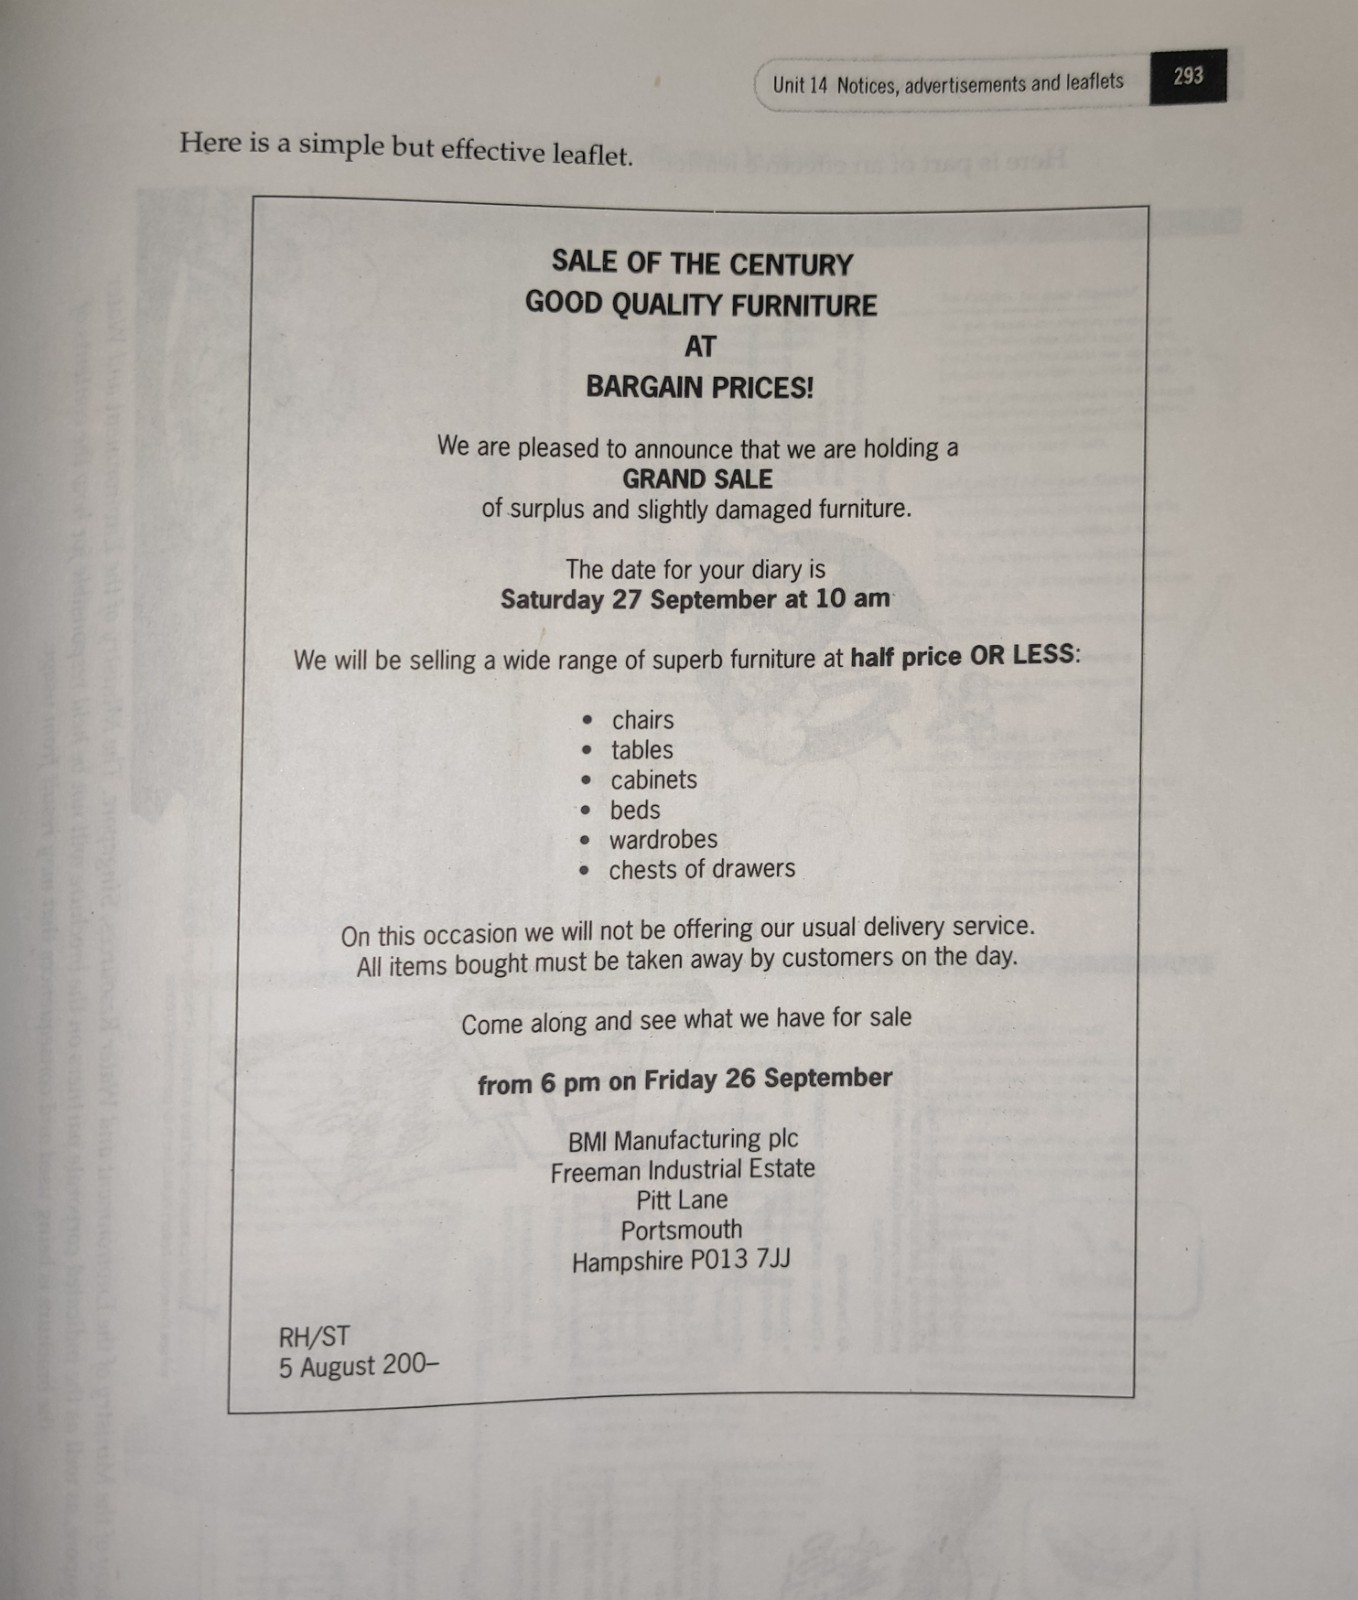 Unit 14 Notices, advertisements and leaflets 293
Here is a simple but effective leaflet.
SALE OF THE CENTURY
GOOD QUALITY FURNITURE
AT
BARGAIN PRICES!
We are pleased to announce that we are holding a
GRAND SALE
of surplus and slightly damaged furniture.
The date for your diary is
Saturday 27 September at 10 am
We will be selling a wide range of superb furniture at half price OR LESS:
• chairs
• tables
• cabinets
• beds
• wardrobes
• chests of drawers
On this occasion we will not be offering our usual delivery service.
All items bought must be taken away by customers on the day.
Come along and see what we have for sale
from 6 pm on Friday 26 September
BMI Manufacturing plc
Freeman Industrial Estate
Pitt Lane
Portsmouth
Hampshire PO13 7JJ
RH/ST
5 August 200–